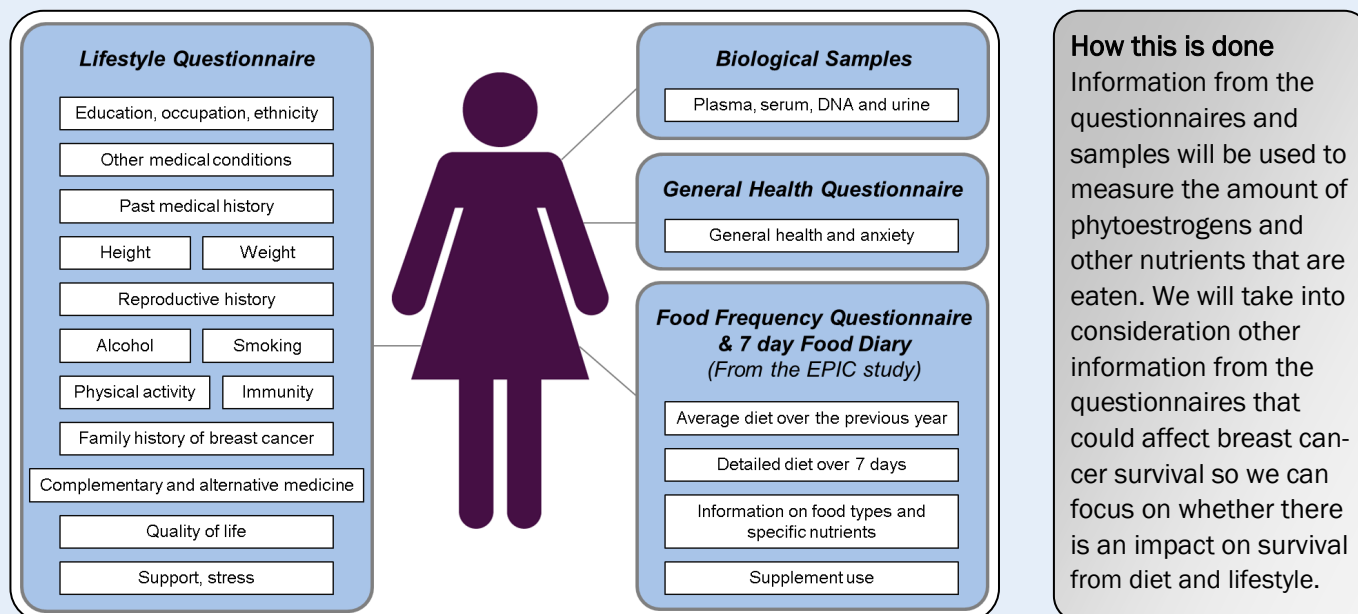 Lifestyle Questionnaire
Education, occupation, ethnicity
Other medical conditions
Past medical history
Height
Weight
Reproductive history
Alcohol
Smoking
Physical activity
Immunity
Family history of breast cancer
Complementary and alternative medicine
Quality of life
Support, stress
Biological Samples
Plasma, serum, DNA and urine
General Health Questionnaire
General health and anxiety
Food Frequency Questionnaire
& 7 day Food Diary
(From the EPIC study)
Average diet over the previous year
Detailed diet over 7 days
Information on food types and
specific nutrients
Supplement use
How this is done
Information from the
questionnaires and
samples will be used to
measure the amount of
phytoestrogens and
other nutrients that are
eaten. We will take into
consideration other
information from the
questionnaires that
could affect breast can-
cer survival so we can
focus on whether there
is an impact on survival
from diet and lifestyle.